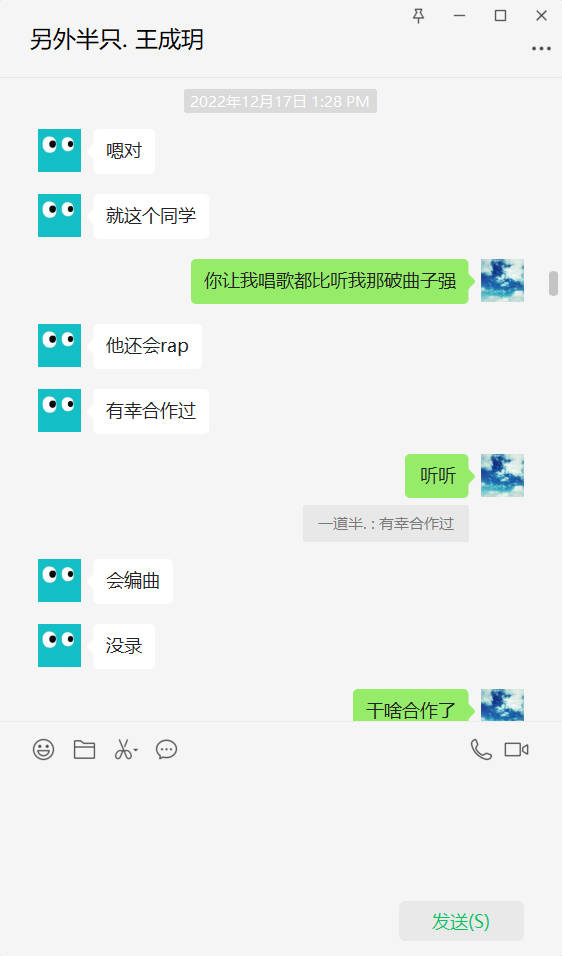 另外半只. 王成玥
2022年12月17日 1:28 PM
嗯对
就这个同学
你让我唱歌都比听我那破曲子强
他还会rap
有幸合作过
听听
一道半. : 有幸合作过
会编曲
没录
干啥合作了
发送(S)